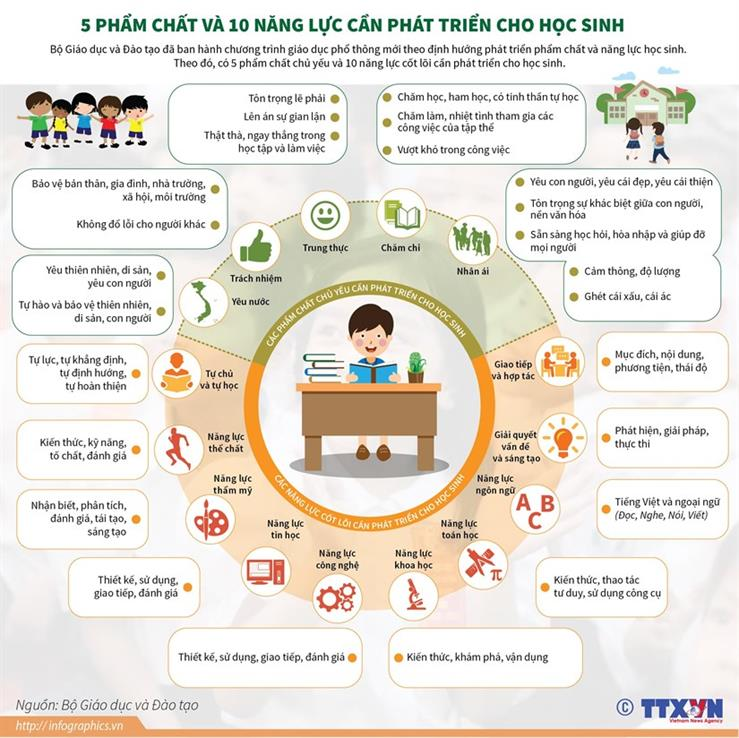 5 PHẨM CHẤT VÀ 10 NĂNG LỰC CẦN PHÁT TRIỂN CHO HỌC SINH
Bộ Giáo dục và Đào tạo đã ban hành chương trình giáo dục phổ thông mới theo định hướng phát triển phẩm chất và năng lực học sinh.
Theo đó, có 5 phẩm chất chủ yếu và 10 năng lực cốt lõi cần phát triển cho học sinh.
Tôn trọng lẽ phải
Lên án sự gian lận
Thật thà, ngay thẳng trong
học tập và làm việc
Chăm học, ham học, có tinh thần tự học
Chăm làm, nhiệt tình tham gia các
công việc của tập thể
Vượt khó trong công việc
Bảo vệ bản thân, gia đình, nhà trường,
xã hội, môi trường
Không đổ lỗi cho người khác
Yêu con người, yêu cái đẹp, yêu cái thiện
Tôn trọng sự khác biệt giữa con người,
nền văn hóa
Sẵn sàng học hỏi, hòa nhập và giúp đỡ
mọi người
Cảm thông, độ lượng
Ghét cái xấu, cái ác
Yêu thiên nhiên, di sản,
yêu con người
Tự hào và bảo vệ thiên nhiên,
di sản, con người
Trung thực
Chăm chỉ
Trách nhiệm
Nhân ái
Yêu nước
CÁC PHẨM CHẤT CHỦ YẾU CẦN PHÁT TRIỂN CHO HỌC SINH
Tự lực, tự khẳng định,
tự định hướng,
tự hoàn thiện
Tự chủ
và tự học
Giao tiếp
và hợp tác
Mục đích, nội dung,
phương tiện, thái độ
Kiến thức, kỹ năng,
tố chất, đánh giá
Năng lực
thể chất
Giải quyết
vấn đề
và sáng tạo
Phát hiện, giải pháp,
thực thi
Nhận biết, phân tích,
đánh giá, tái tạo,
sáng tạo
Năng lực
thẩm mỹ
Năng lực
ngôn ngữ
A B
C
Tiếng Việt và ngoại ngữ
(Đọc, Nghe, Nói, Viết)
CÁC NĂNG LỰC CỐT LÕI CẦN PHÁT TRIỂN CHO HỌC SINH
Năng lực
tin học
Năng lực
toán học
π
Năng lực
công nghệ
Năng lực
khoa học
Thiết kế, sử dụng,
giao tiếp, đánh giá
Kiến thức, thao tác
tư duy, sử dụng công cụ
Thiết kế, sử dụng, giao tiếp, đánh giá
Kiến thức, khám phá, vận dụng
Nguồn: Bộ Giáo dục và Đào tạo
http://infographics.vn
© TTXVN
Vietnam News Agency